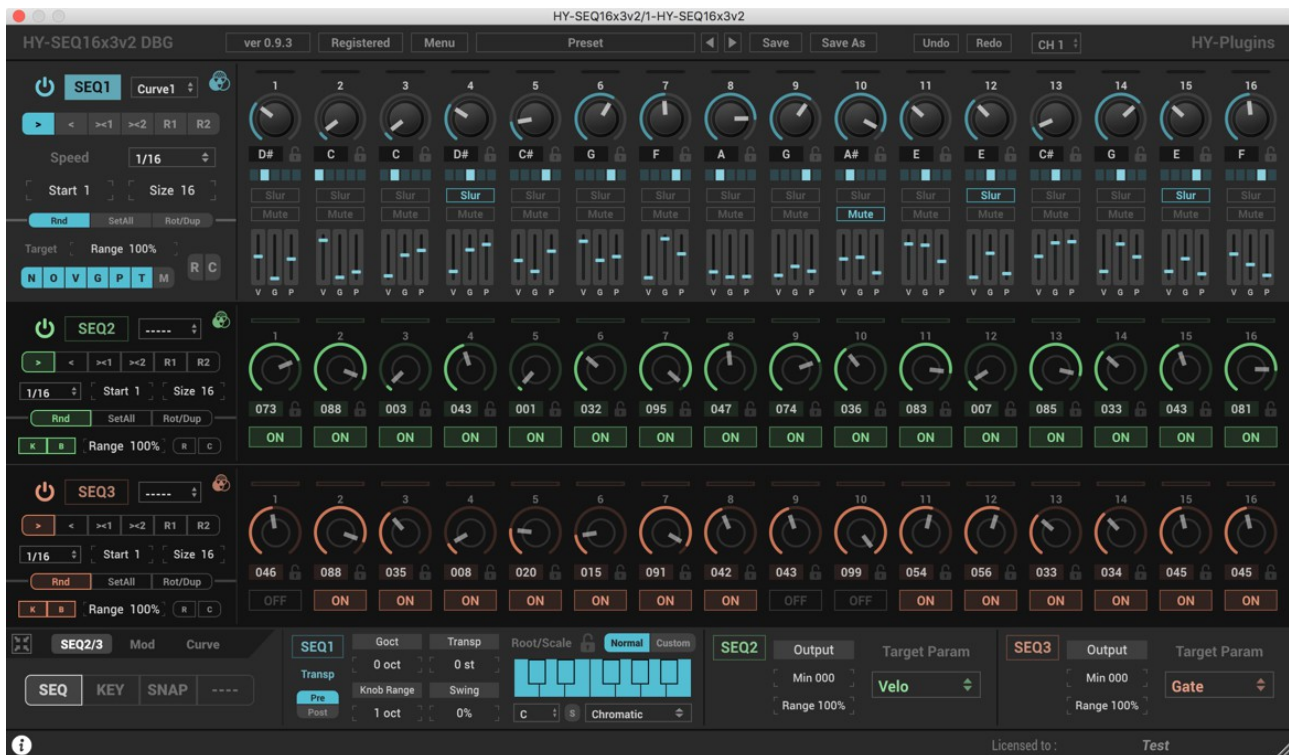 HY-SEQ16x3v2/1-HY-SEQ16x3v2
HY-SEQ16x3v2 DBG ver 0.9.3 Registered Menu Preset Save Save As Undo Redo CH 1 HY-Plugins
SEQ1 Curve1
> < ><1 ><2 R1 R2
Speed 1/16
Start 1 Size 16
Rnd SetAll Rot/Dup
Target Range 100%
N O V G P T M R C
1 2 3 4 5 6 7 8 9 10 11 12 13 14 15 16
D# C C D# C# G F A G A# E E C# G E F
Slur Slur Slur Slur Slur Slur Slur Slur Slur Slur Slur Slur Slur Slur Slur Slur
Mute Mute Mute Mute Mute Mute Mute Mute Mute Mute Mute Mute Mute Mute Mute Mute
V G P V G P V G P V G P V G P V G P V G P V G P V G P V G P V G P V G P V G P V G P V G P V G P
SEQ2 -----
> < ><1 ><2 R1 R2
1/16 Start 1 Size 16
Rnd SetAll Rot/Dup
K B Range 100% R C
1 2 3 4 5 6 7 8 9 10 11 12 13 14 15 16
073 088 003 043 001 032 095 047 074 036 083 007 085 033 043 081
ON ON ON ON ON ON ON ON ON ON ON ON ON ON ON ON
SEQ3 -----
> < ><1 ><2 R1 R2
1/16 Start 1 Size 16
Rnd SetAll Rot/Dup
K B Range 100% R C
1 2 3 4 5 6 7 8 9 10 11 12 13 14 15 16
046 088 035 008 020 015 091 042 043 099 054 056 033 034 045 045
OFF ON ON ON ON ON ON ON OFF OFF ON ON ON ON ON ON
SEQ2/3 Mod Curve
SEQ KEY SNAP ----
SEQ1 Goct Transp Root/Scale Normal Custom
Transp 0 oct 0 st
Pre Knob Range Swing
Post 1 oct 0% C S Chromatic
SEQ2 Output Target Param
Min 000 Velo
Range 100%
SEQ3 Output Target Param
Min 000 Gate
Range 100%
i Licensed to : Test